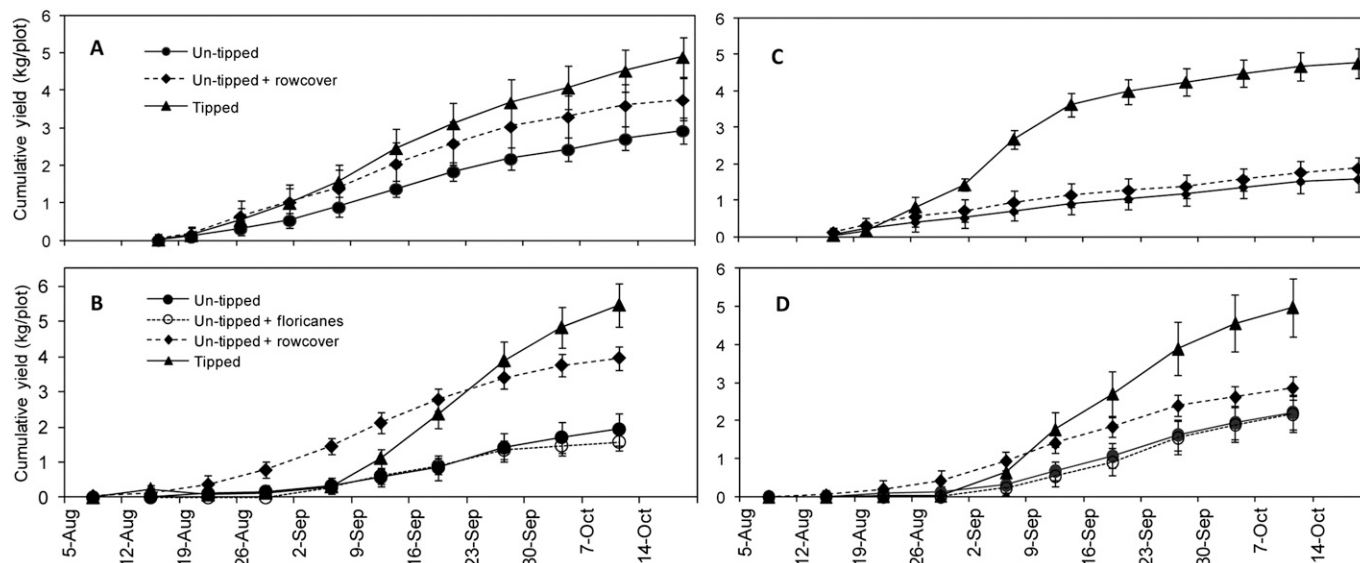 6
5
4
3
2
1
0
Cumulative yield (kg/plot)
A
Un-tipped
Un-tipped + rowcover
Tipped
6
5
4
3
2
1
0
C
6
5
4
3
2
1
0
Cumulative yield (kg/plot)
B
Un-tipped
Un-tipped + floricanes
Un-tipped + rowcover
Tipped
5-Aug
12-Aug
19-Aug
26-Aug
2-Sep
9-Sep
16-Sep
23-Sep
30-Sep
7-Oct
14-Oct
6
5
4
3
2
1
0
D
5-Aug
12-Aug
19-Aug
26-Aug
2-Sep
9-Sep
16-Sep
23-Sep
30-Sep
7-Oct
14-Oct